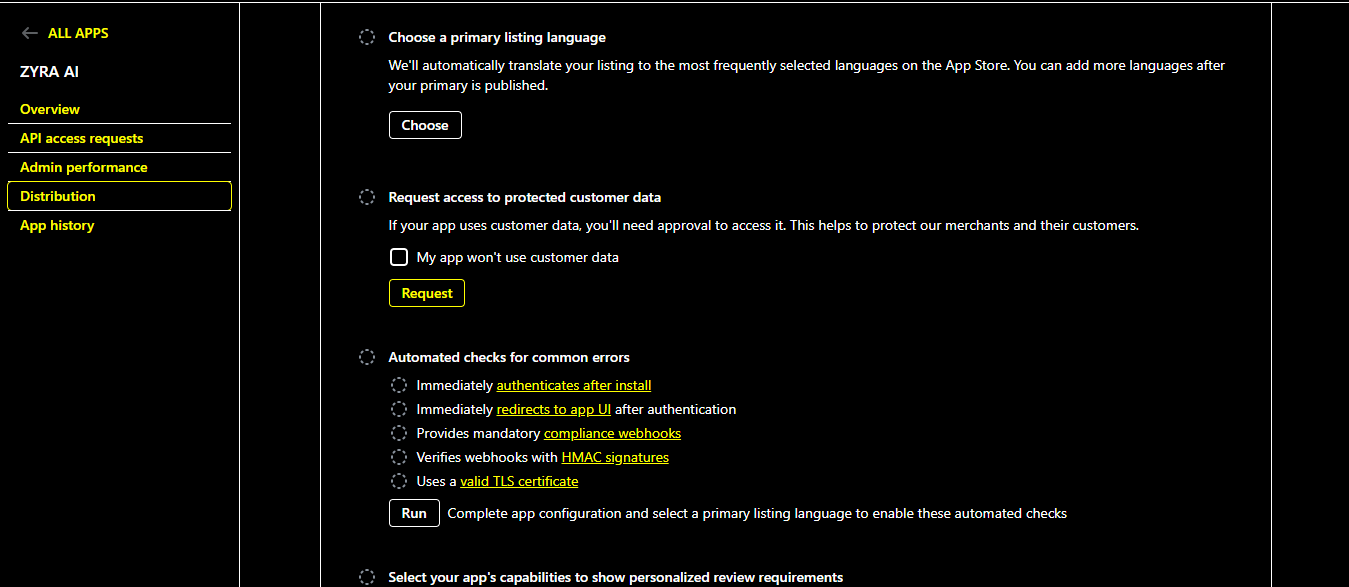 ALL APPS
ZYRA AI
Overview
API access requests
Admin performance
Distribution
App history
Choose a primary listing language
We'll automatically translate your listing to the most frequently selected languages on the App Store. You can add more languages after
your primary is published.
Choose
Request access to protected customer data
If your app uses customer data, you'll need approval to access it. This helps to protect our merchants and their customers.
My app won't use customer data
Request
Automated checks for common errors
Immediately authenticates after install
Immediately redirects to app UI after authentication
Provides mandatory compliance webhooks
Verifies webhooks with HMAC signatures
Uses a valid TLS certificate
Run Complete app configuration and select a primary listing language to enable these automated checks
Select your app's capabilities to show personalized review requirements